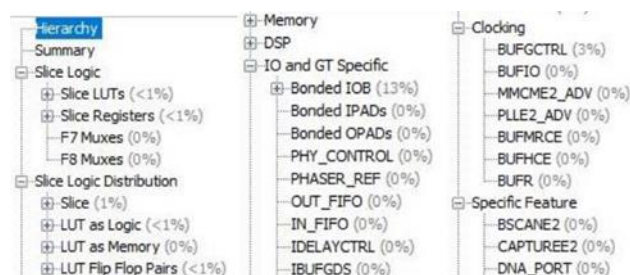 Hierarchy
Summary
Slice Logic
Slice LUTs (<1%)
Slice Registers (<1%)
F7 Muxes (0%)
F8 Muxes (0%)
Slice Logic Distribution
Slice (1%)
LUT as Logic (<1%)
LUT as Memory (0%)
LUT Flip Flop Pairs (<1%)
Memory
DSP
IO and GT Specific
Bonded IOB (13%)
Bonded IPADs (0%)
Bonded OPADs (0%)
PHY_CONTROL (0%)
PHASER_REF (0%)
OUT_FIFO (0%)
IN_FIFO (0%)
IDELAYCTRL (0%)
IBUFGDS (0%)
Clocking
BUFGCTRL (3%)
BUFIO (0%)
MMCME2_ADV (0%)
PLLE2_ADV (0%)
BUFMRCE (0%)
BUFHCE (0%)
BUFR (0%)
Specific Feature
BSCANE2 (0%)
CAPTUREE2 (0%)
DNA_PORT (0%)